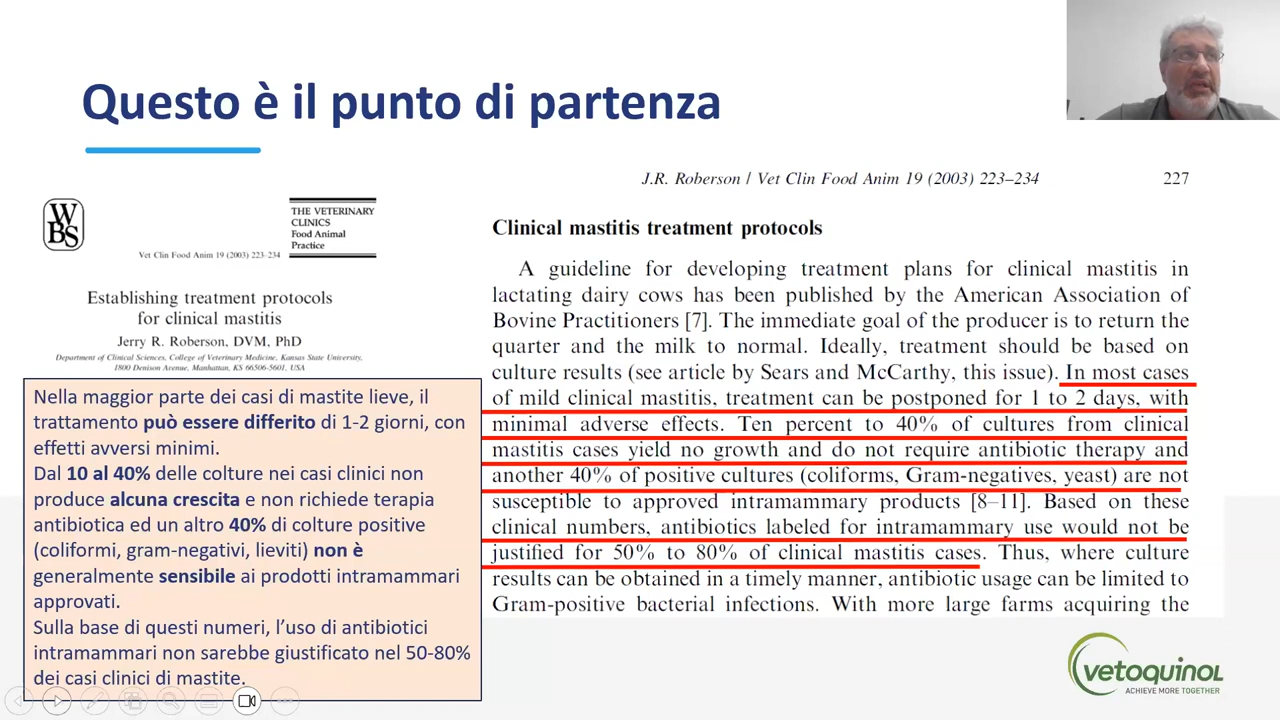 Questo è il punto di partenza
J.R. Roberson / Vet Clin Food Anim 19 (2003) 223–234
227
WBS
THE VETERINARY
CLINICS
Food Animal
Practice
Vet Clin Food Anim 19 (2003) 223–234
Establishing treatment protocols
for clinical mastitis
Jerry R. Roberson, DVM, PhD
Department of Clinical Sciences, College of Veterinary Medicine, Kansas State University,
1800 Denison Avenue, Manhattan, KS 66506-5601, USA
Nella maggior parte dei casi di mastite lieve, il
trattamento può essere differito di 1-2 giorni, con
effetti avversi minimi.
Dal 10 al 40% delle colture nei casi clinici non
produce alcuna crescita e non richiede terapia
antibiotica ed un altro 40% di colture positive
(coliformi, gram-negativi, lieviti) non è
generalmente sensibile ai prodotti intramammari
approvati.
Sulla base di questi numeri, l’uso di antibiotici
intramammari non sarebbe giustificato nel 50-80%
dei casi clinici di mastite.
Clinical mastitis treatment protocols
A guideline for developing treatment plans for clinical mastitis in
lactating dairy cows has been published by the American Association of
Bovine Practitioners [7]. The immediate goal of the producer is to return the
quarter and the milk to normal. Ideally, treatment should be based on
culture results (see article by Sears and McCarthy, this issue). In most cases
of mild clinical mastitis, treatment can be postponed for 1 to 2 days, with
minimal adverse effects. Ten percent to 40% of cultures from clinical
mastitis cases yield no growth and do not require antibiotic therapy and
another 40% of positive cultures (coliforms, Gram-negatives, yeast) are not
susceptible to approved intramammary products [8–11]. Based on these
clinical numbers, antibiotics labeled for intramammary use would not be
justified for 50% to 80% of clinical mastitis cases. Thus, where culture
results can be obtained in a timely manner, antibiotic usage can be limited to
Gram-positive bacterial infections. With more large farms acquiring the
vetoquinol
ACHIEVE MORE TOGETHER